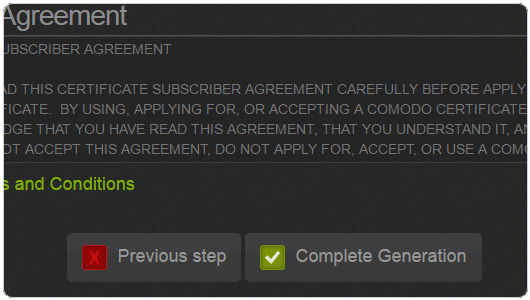 Agreement
UBSCRIBER AGREEMENT
AD THIS CERTIFICATE SUBSCRIBER AGREEMENT CAREFULLY BEFORE APPLY
FICATE. BY USING, APPLYING FOR, OR ACCEPTING A COMODO CERTIFICATE
DGE THAT YOU HAVE READ THIS AGREEMENT, THAT YOU UNDERSTAND IT, AN
OT ACCEPT THIS AGREEMENT, DO NOT APPLY FOR, ACCEPT, OR USE A COMO
s and Conditions
X Previous step
Complete Generation